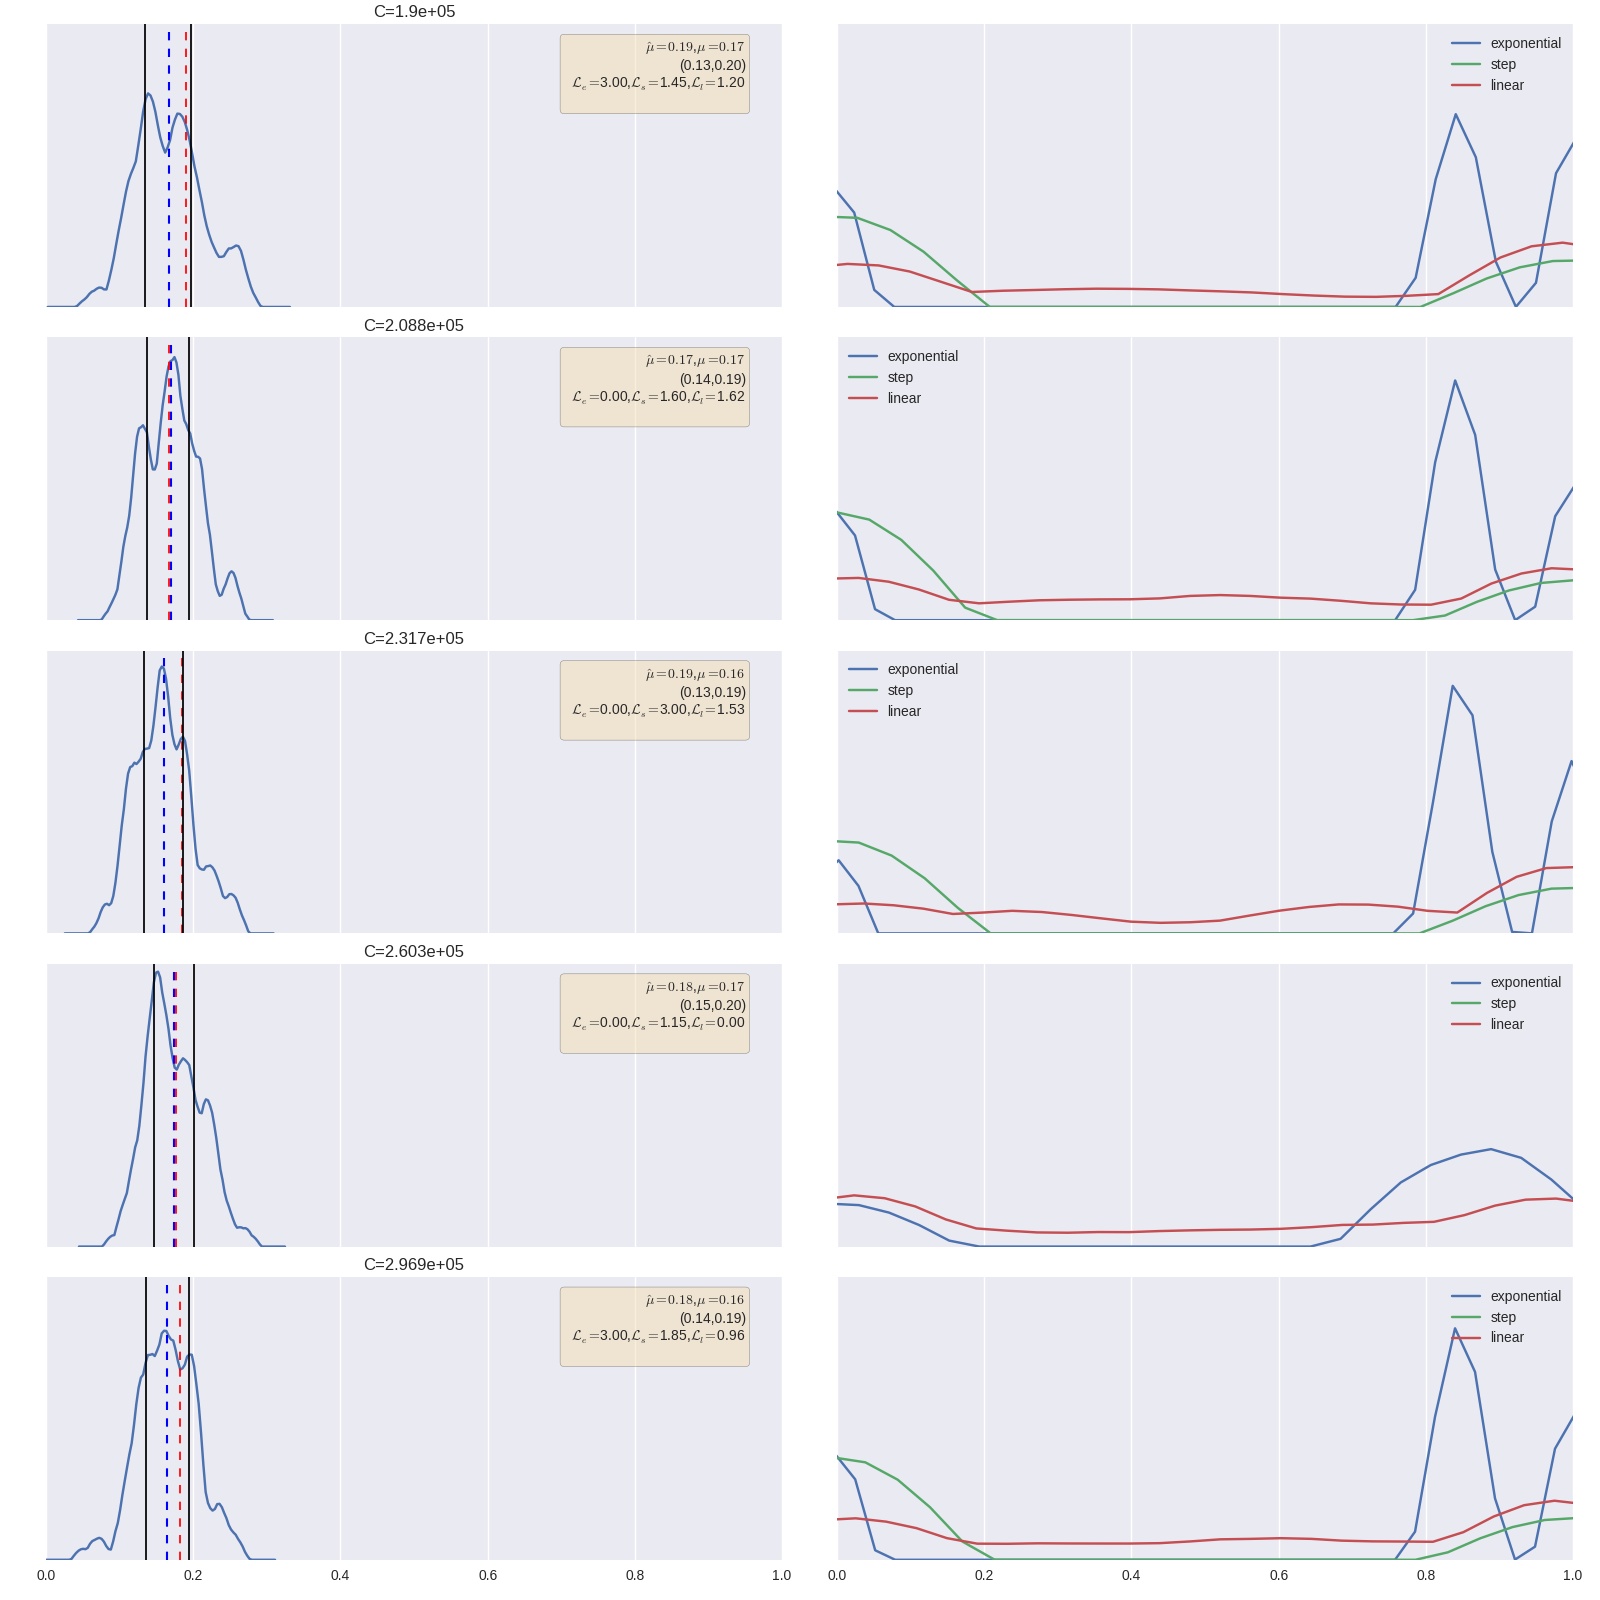 C=1.9e+05
μ̂=0.19,μ=0.17
(0.13,0.20)
ℒₑ=3.00,ℒₛ=1.45,ℒₗ=1.20
exponential
step
linear
C=2.088e+05
μ̂=0.17,μ=0.17
(0.14,0.19)
ℒₑ=0.00,ℒₛ=1.60,ℒₗ=1.62
exponential
step
linear
C=2.317e+05
μ̂=0.19,μ=0.16
(0.13,0.19)
ℒₑ=0.00,ℒₛ=3.00,ℒₗ=1.53
exponential
step
linear
C=2.603e+05
μ̂=0.18,μ=0.17
(0.15,0.20)
ℒₑ=0.00,ℒₛ=1.15,ℒₗ=0.00
exponential
step
linear
C=2.969e+05
μ̂=0.18,μ=0.16
(0.14,0.19)
ℒₑ=3.00,ℒₛ=1.85,ℒₗ=0.96
exponential
step
linear
0.0 0.2 0.4 0.6 0.8 1.0
0.0 0.2 0.4 0.6 0.8 1.0